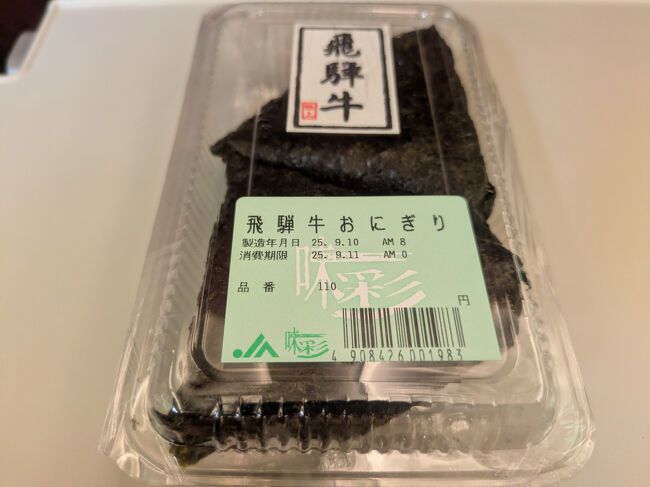 飛騨牛
飛騨牛おにぎり
製造年月日 25. 9.10 AM 8
消費期限 25. 9.11 AM 0
味彩
品番 110
円
JA 味彩
4 908426 001983